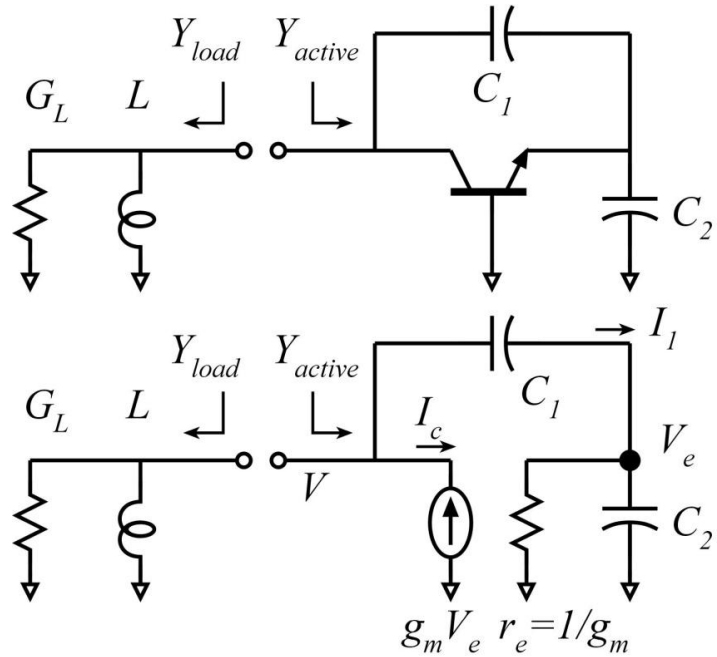 Y_load Y_active
G_L L C_1
C_2
Y_load Y_active I_1
G_L L C_1
I_c V_e
V
C_2
g_m V_e r_e=1/g_m